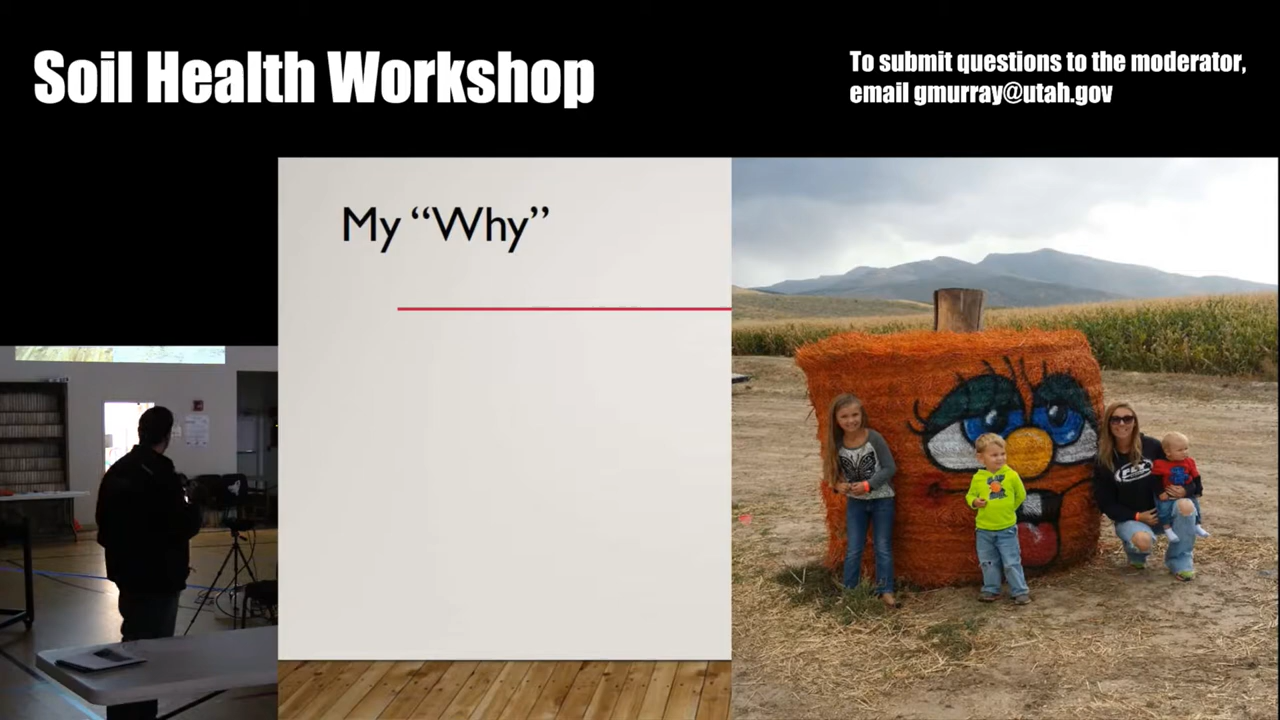 Soil Health Workshop
To submit questions to the moderator,
email gmurray@utah.gov
My “Why”